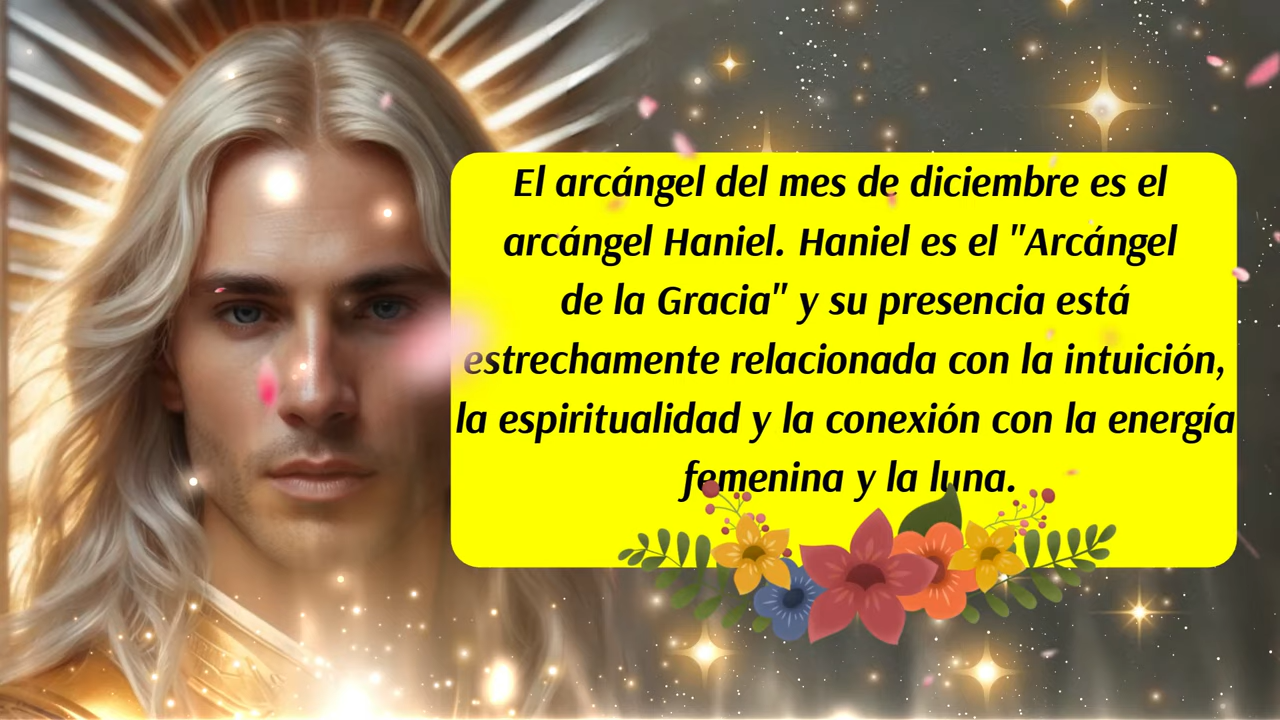 El arcángel del mes de diciembre es el
arcángel Haniel. Haniel es el "Arcángel
de la Gracia" y su presencia está
estrechamente relacionada con la intuición,
la espiritualidad y la conexión con la energía
femenina y la luna.